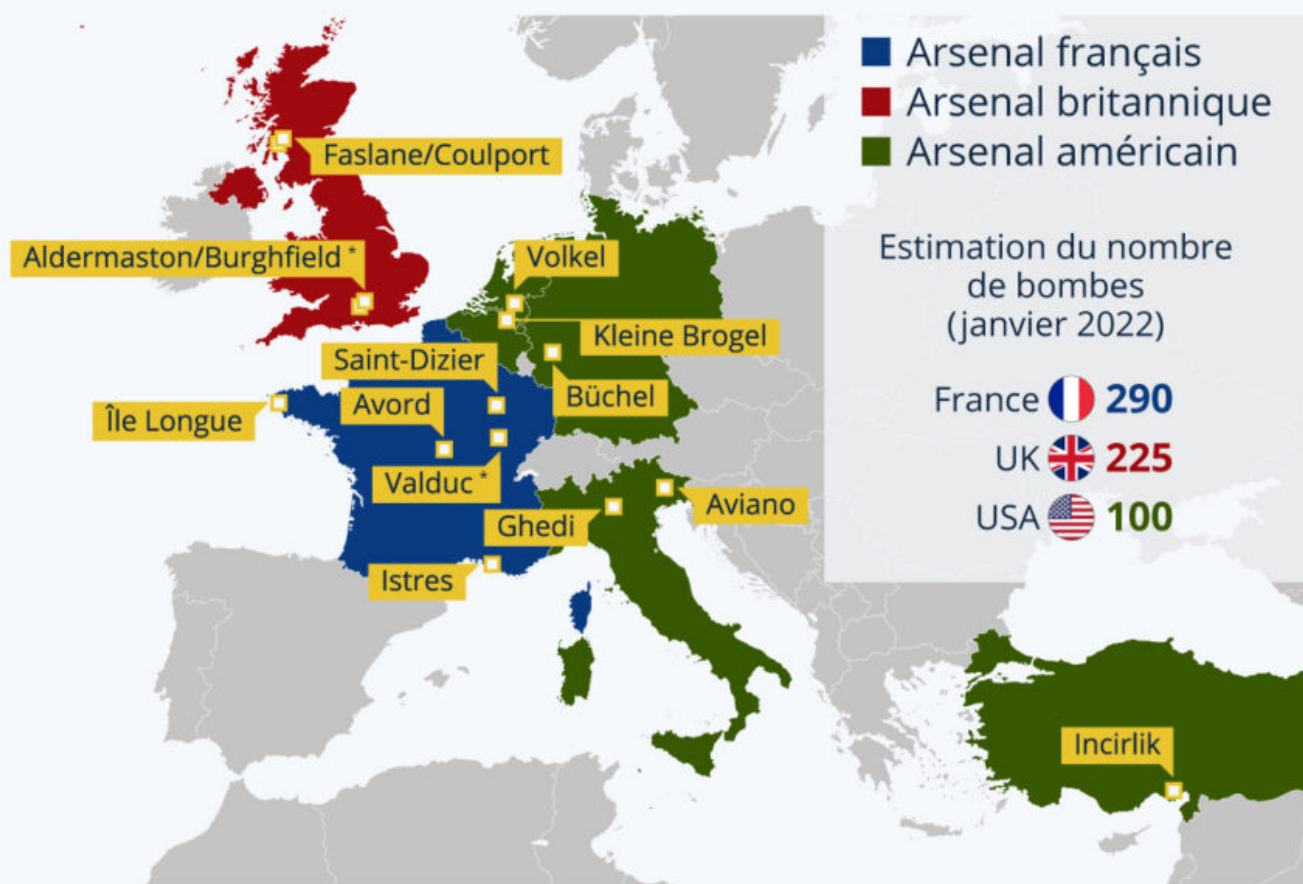 Arsenal français
Arsenal britannique
Arsenal américain
Estimation du nombre
de bombes
(janvier 2022)
France 290
UK 225
USA 100
Faslane/Coulport
Aldermaston/Burghfield *
Volkel
Kleine Brogel
Saint-Dizier
Büchel
Avord
Île Longue
Valduc *
Aviano
Ghedi
Istres
Incirlik